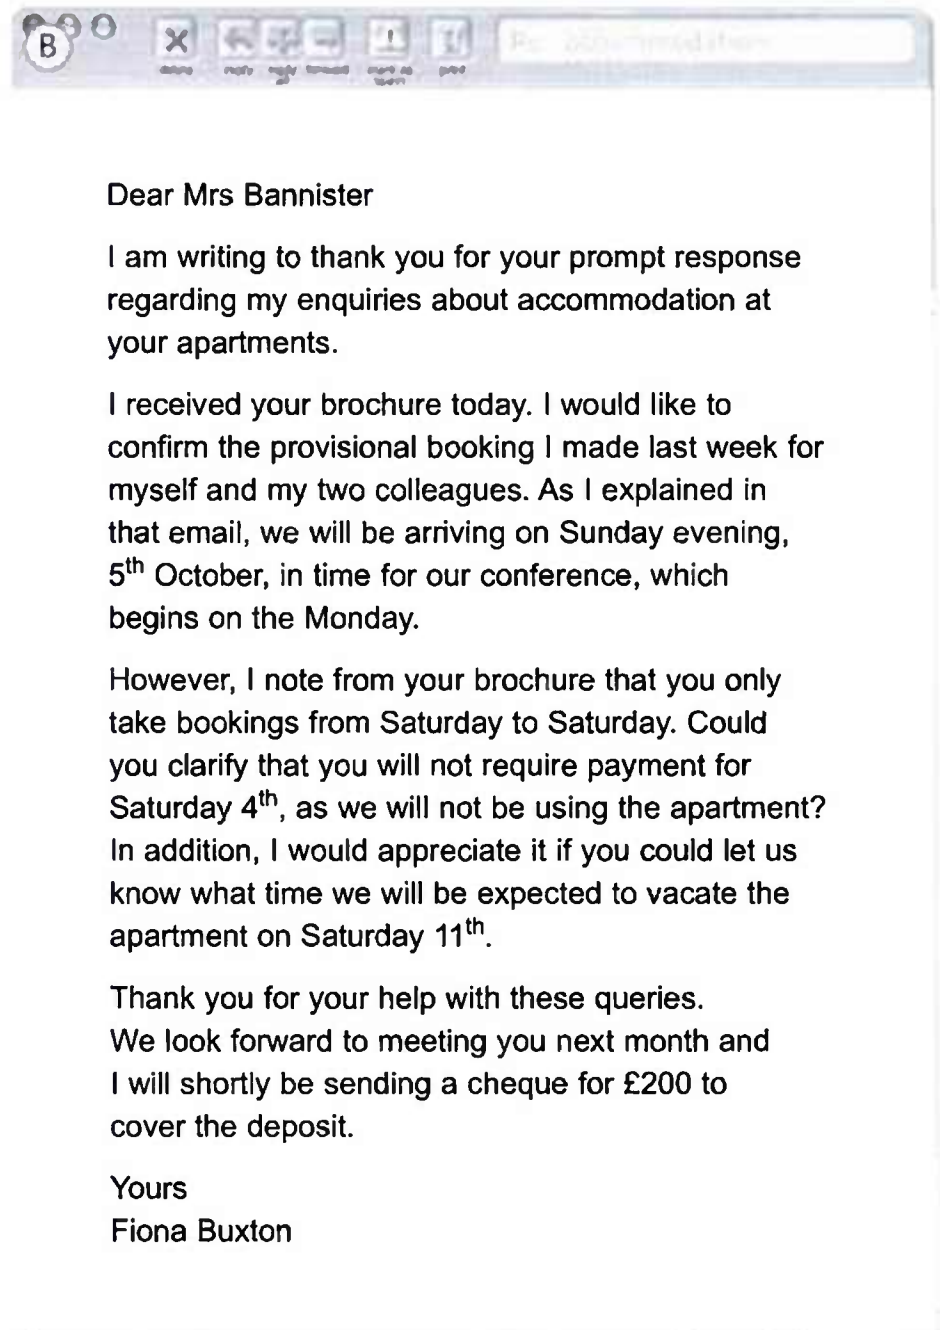 B
Dear Mrs Bannister
I am writing to thank you for your prompt response
regarding my enquiries about accommodation at
your apartments.
I received your brochure today. I would like to
confirm the provisional booking I made last week for
myself and my two colleagues. As I explained in
that email, we will be arriving on Sunday evening,
5th October, in time for our conference, which
begins on the Monday.
However, I note from your brochure that you only
take bookings from Saturday to Saturday. Could
you clarify that you will not require payment for
Saturday 4th, as we will not be using the apartment?
In addition, I would appreciate it if you could let us
know what time we will be expected to vacate the
apartment on Saturday 11th.
Thank you for your help with these queries.
We look forward to meeting you next month and
I will shortly be sending a cheque for £200 to
cover the deposit.
Yours
Fiona Buxton